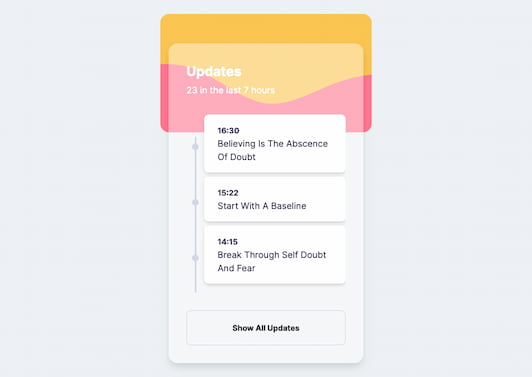 Updates
23 in the last 7 hours
16:30
Believing Is The Abscence
Of Doubt
15:22
Start With A Baseline
14:15
Break Through Self Doubt
And Fear
Show All Updates